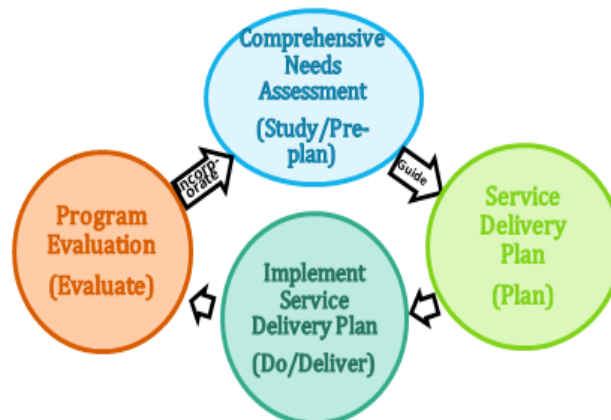 Comprehensive
Needs
Assessment
(Study/Pre-
plan)
Guide
Service
Delivery
Plan
(Plan)
Implement
Service
Delivery Plan
(Do/Deliver)
Program
Evaluation
(Evaluate)
ncorp-
orate